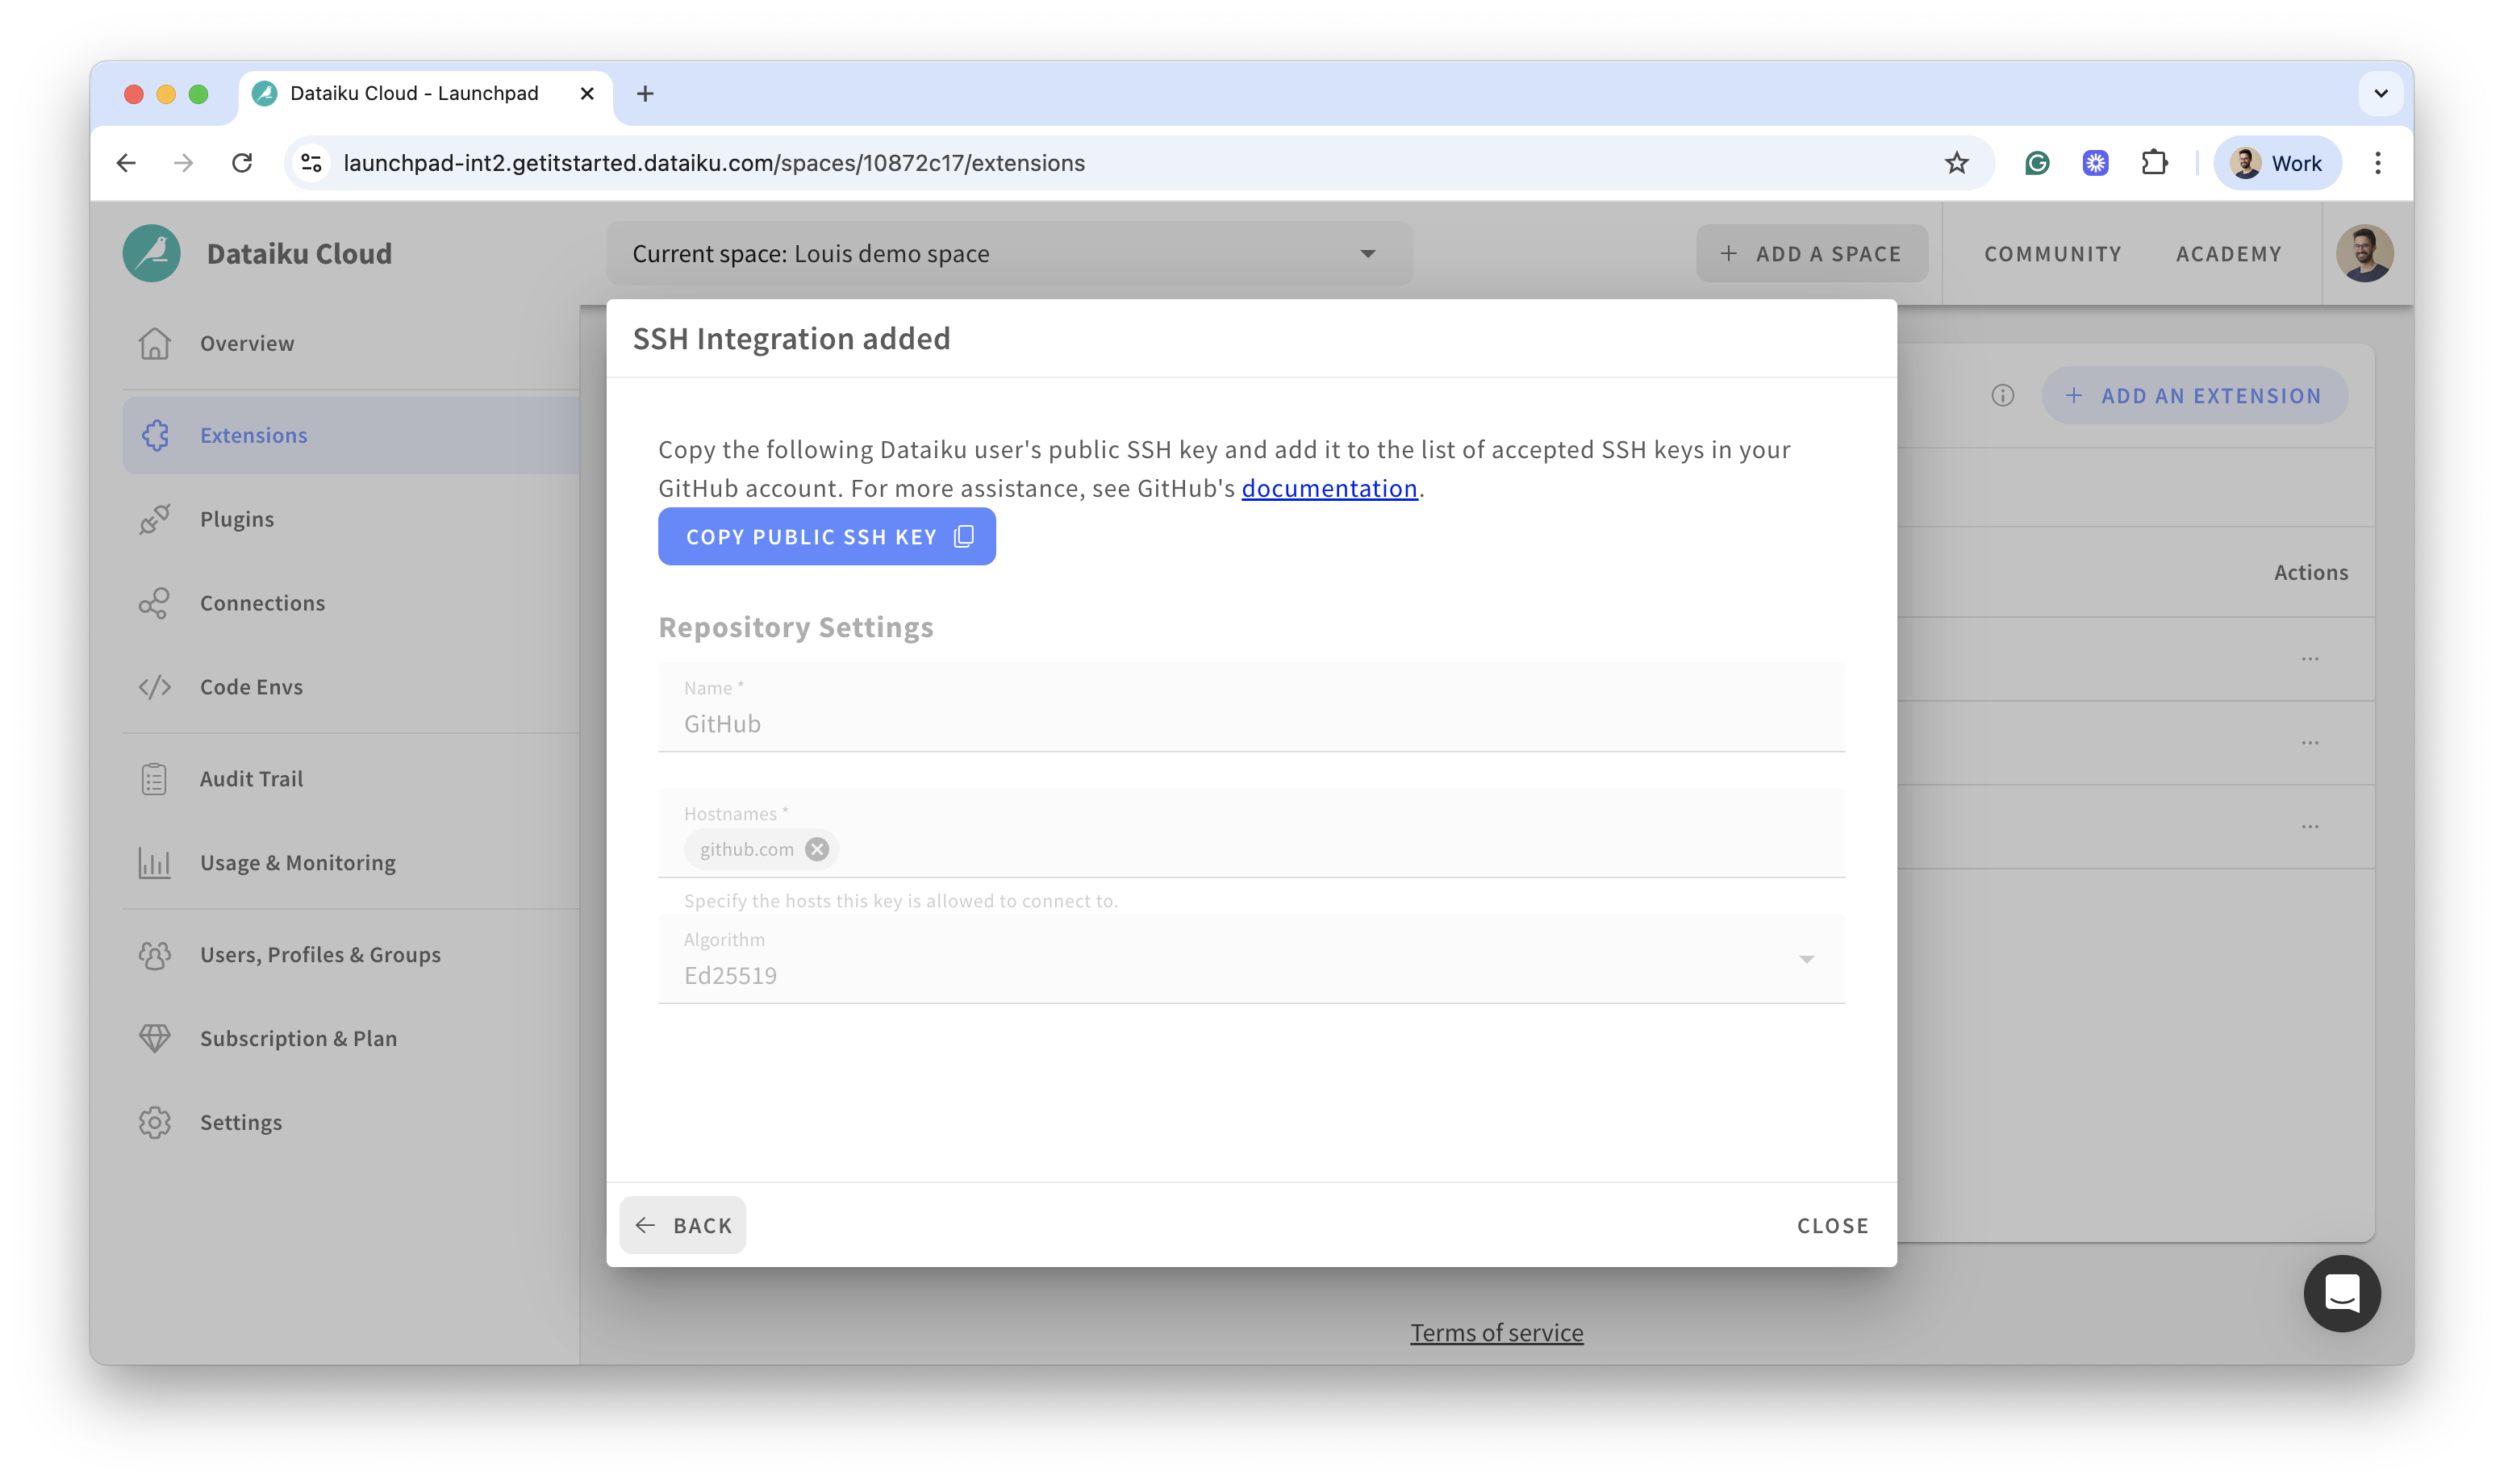 Dataiku Cloud - Launchpad
launchpad-int2.getitstarted.dataiku.com/spaces/10872c17/extensions
Work
Dataiku Cloud
Current space: Louis demo space
+ ADD A SPACE
COMMUNITY
ACADEMY
Overview
Extensions
Plugins
Connections
Code Envs
Audit Trail
Usage & Monitoring
Users, Profiles & Groups
Subscription & Plan
Settings
+ ADD AN EXTENSION
Actions
...
...
...
SSH Integration added
Copy the following Dataiku user's public SSH key and add it to the list of accepted SSH keys in your
GitHub account. For more assistance, see GitHub's documentation.
COPY PUBLIC SSH KEY
Repository Settings
Name *
GitHub
Hostnames *
github.com
Specify the hosts this key is allowed to connect to.
Algorithm
Ed25519
BACK
CLOSE
Terms of service